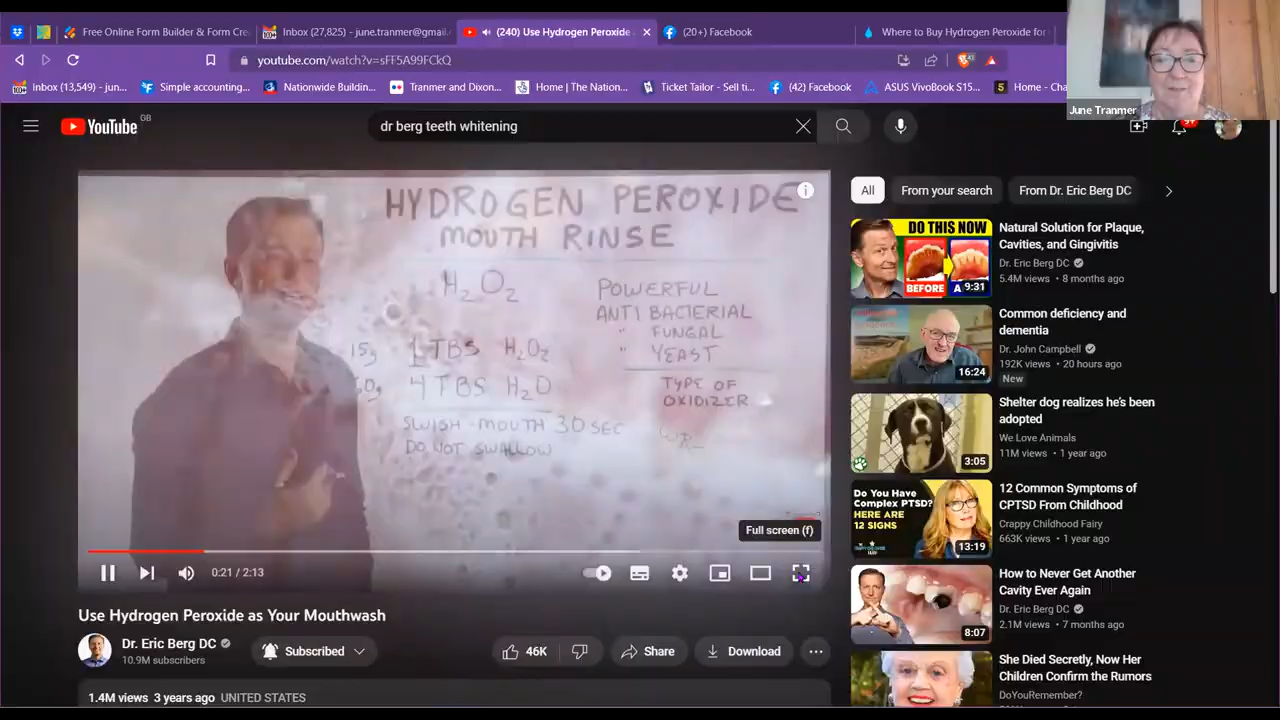 Free Online Form Builder & Form Cre
Inbox (27,825) - june.tranmer@gmail.
(240) Use Hydrogen Peroxide
(20+) Facebook
Where to Buy Hydrogen Peroxide for
youtube.com/watch?v=sFF5A99FCkQ
Inbox (13,549) - jun...
Simple accounting...
Nationwide Buildin...
Tranmer and Dixon...
Home | The Nation...
Ticket Tailor - Sell ti...
(42) Facebook
ASUS VivoBook S15...
Home - Cha
June Tranmer
YouTube GB
dr berg teeth whitening
9+
HYDROGEN PEROXIDE
MOUTH RINSE
H2O2
15g 1 TBS H2O2
4 TBS H2O
SWISH - MOUTH 30 SEC
DO NOT SWALLOW
POWERFUL
ANTI BACTERIAL
" FUNGAL
" YEAST
TYPE OF
OXIDIZER
Full screen (f)
0:21 / 2:13
Use Hydrogen Peroxide as Your Mouthwash
Dr. Eric Berg DC
10.9M subscribers
Subscribed
46K
Share
Download
1.4M views 3 years ago UNITED STATES
All
From your search
From Dr. Eric Berg DC
DO THIS NOW
BEFORE
9:31
Natural Solution for Plaque,
Cavities, and Gingivitis
Dr. Eric Berg DC
5.4M views • 8 months ago
16:24
Common deficiency and
dementia
Dr. John Campbell
192K views • 20 hours ago
New
3:05
Shelter dog realizes he's been
adopted
We Love Animals
11M views • 1 year ago
Do You Have
Complex PTSD?
HERE ARE
12 SIGNS
13:19
12 Common Symptoms of
CPTSD From Childhood
Crappy Childhood Fairy
663K views • 1 year ago
8:07
How to Never Get Another
Cavity Ever Again
Dr. Eric Berg DC
2.1M views • 7 months ago
She Died Secretly, Now Her
Children Confirm the Rumors
DoYouRemember?